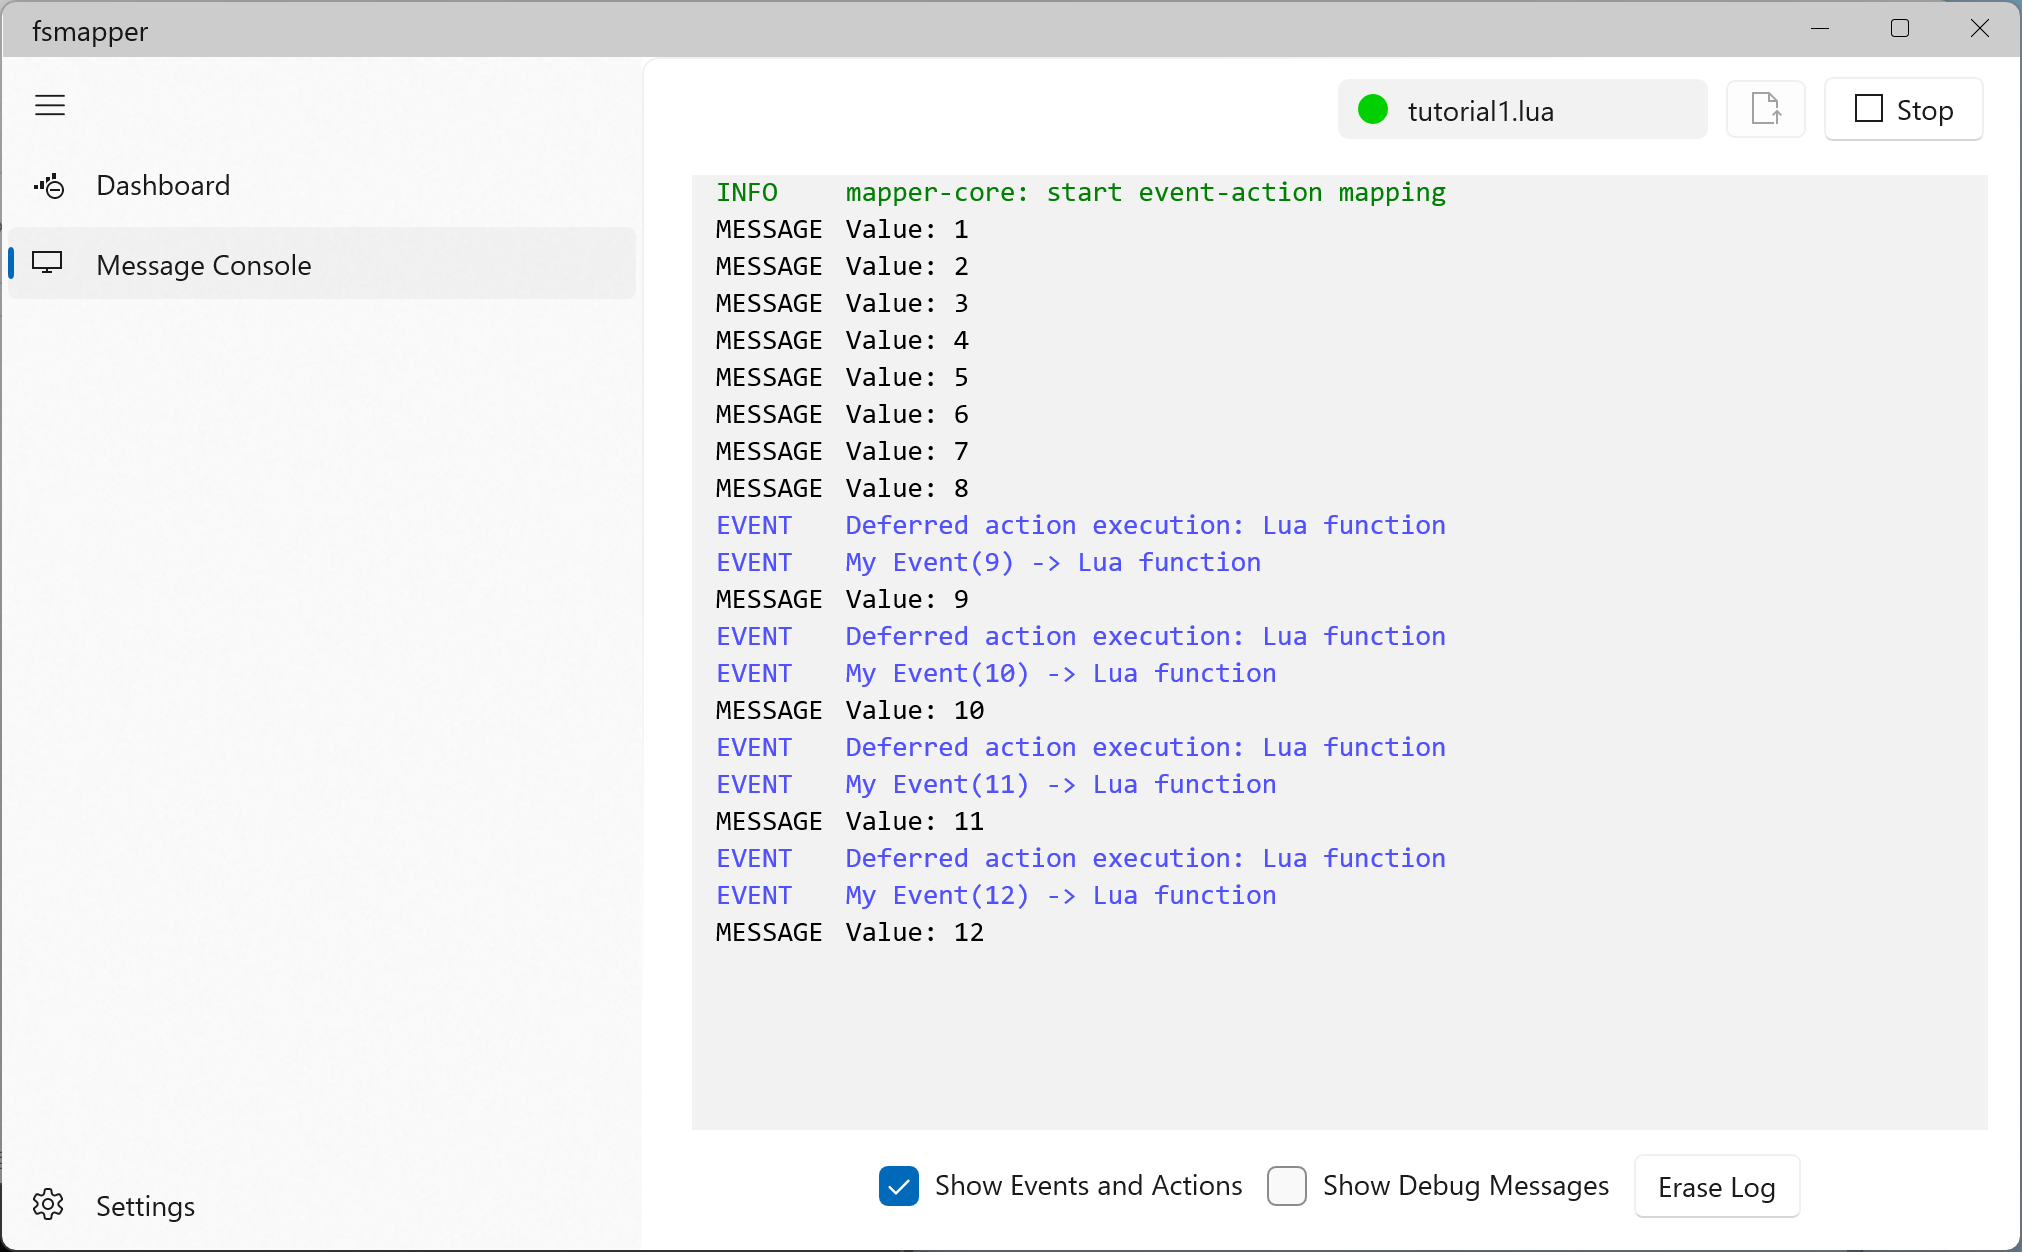 fsmapper
tutorial1.lua
Stop
Dashboard
Message Console
INFO mapper-core: start event-action mapping
MESSAGE Value: 1
MESSAGE Value: 2
MESSAGE Value: 3
MESSAGE Value: 4
MESSAGE Value: 5
MESSAGE Value: 6
MESSAGE Value: 7
MESSAGE Value: 8
EVENT Deferred action execution: Lua function
EVENT My Event(9) -> Lua function
MESSAGE Value: 9
EVENT Deferred action execution: Lua function
EVENT My Event(10) -> Lua function
MESSAGE Value: 10
EVENT Deferred action execution: Lua function
EVENT My Event(11) -> Lua function
MESSAGE Value: 11
EVENT Deferred action execution: Lua function
EVENT My Event(12) -> Lua function
MESSAGE Value: 12
Show Events and Actions
Show Debug Messages
Erase Log
Settings